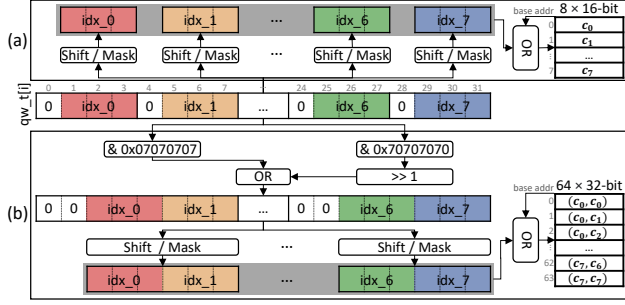 base addr 8 × 16-bit
idx_0 idx_1 ... idx_6 idx_7
(a)
OR
0 c₀
1 c₁
⋮ ⋮
7 c₇
Shift / Mask Shift / Mask Shift / Mask Shift / Mask
0 1 2 3 4 5 6 7 24 25 26 27 28 29 30 31
qw_t[i]
0 idx_0 0 idx_1 ... 0 idx_6 0 idx_7
& 0x07070707 & 0x70707070
OR >> 1
base addr 64 × 32-bit
0 0 idx_0 idx_1 ... 0 0 idx_6 idx_7
(b)
OR
0 (c₀, c₀)
1 (c₀, c₁)
2 (c₀, c₂)
⋮ ...
62 (c₇, c₆)
63 (c₇, c₇)
Shift / Mask ... Shift / Mask
idx_0 idx_1 ... idx_6 idx_7